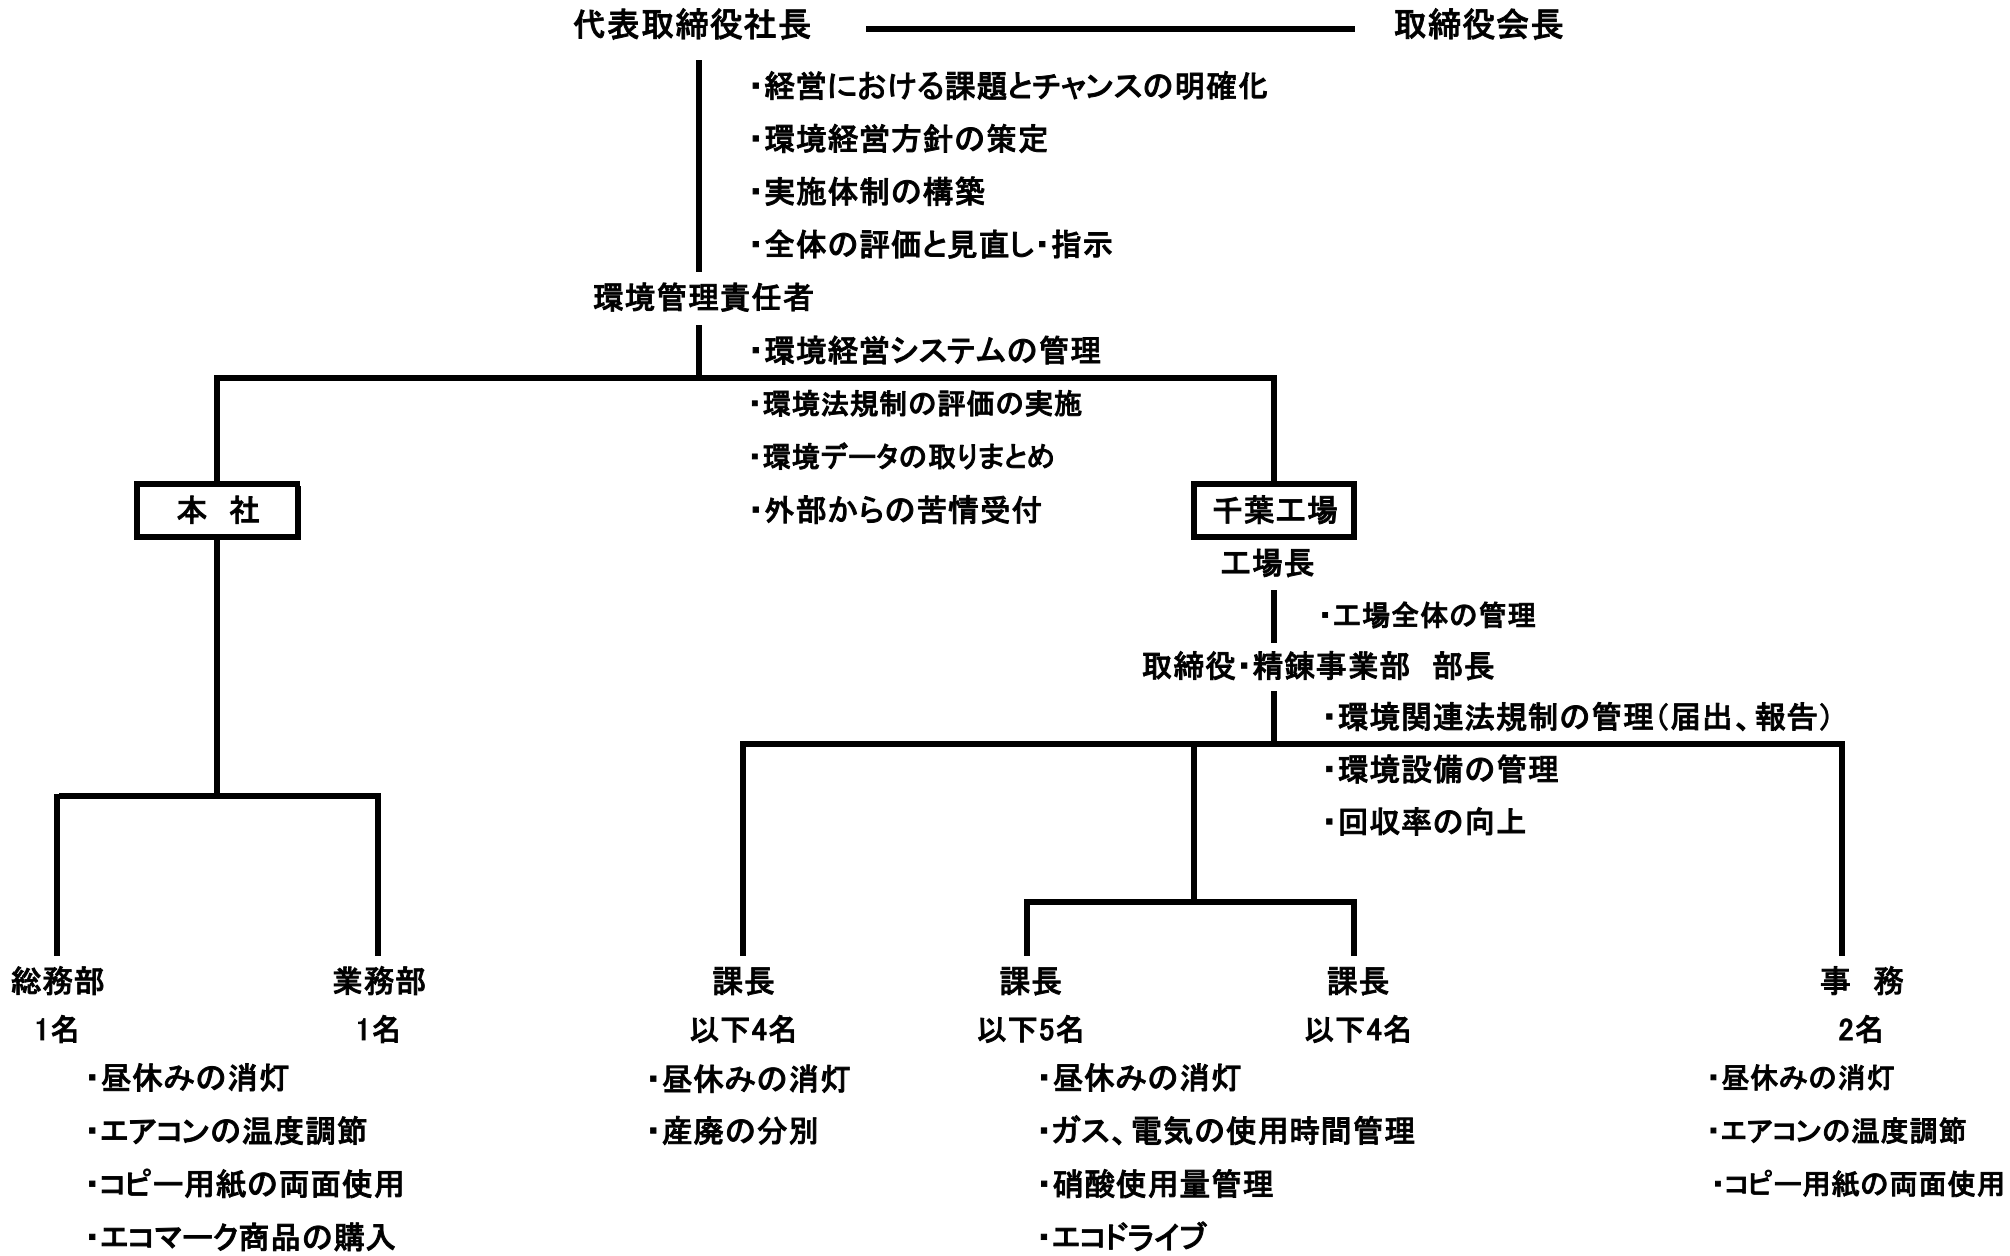 代表取締役社長 取締役会長
・経営における課題とチャンスの明確化
・環境経営方針の策定
・実施体制の構築
・全体の評価と見直し・指示
環境管理責任者
・環境経営システムの管理
・環境法規制の評価の実施
・環境データの取りまとめ
・外部からの苦情受付
本　社
千葉工場
工場長
・工場全体の管理
取締役・精錬事業部　部長
・環境関連法規制の管理（届出、報告）
・環境設備の管理
・回収率の向上
総務部
1名
業務部
1名
・昼休みの消灯
・エアコンの温度調節
・コピー用紙の両面使用
・エコマーク商品の購入
課長
以下4名
・昼休みの消灯
・産廃の分別
課長
以下5名
課長
以下4名
・昼休みの消灯
・ガス、電気の使用時間管理
・硝酸使用量管理
・エコドライブ
事　務
2名
・昼休みの消灯
・エアコンの温度調節
・コピー用紙の両面使用